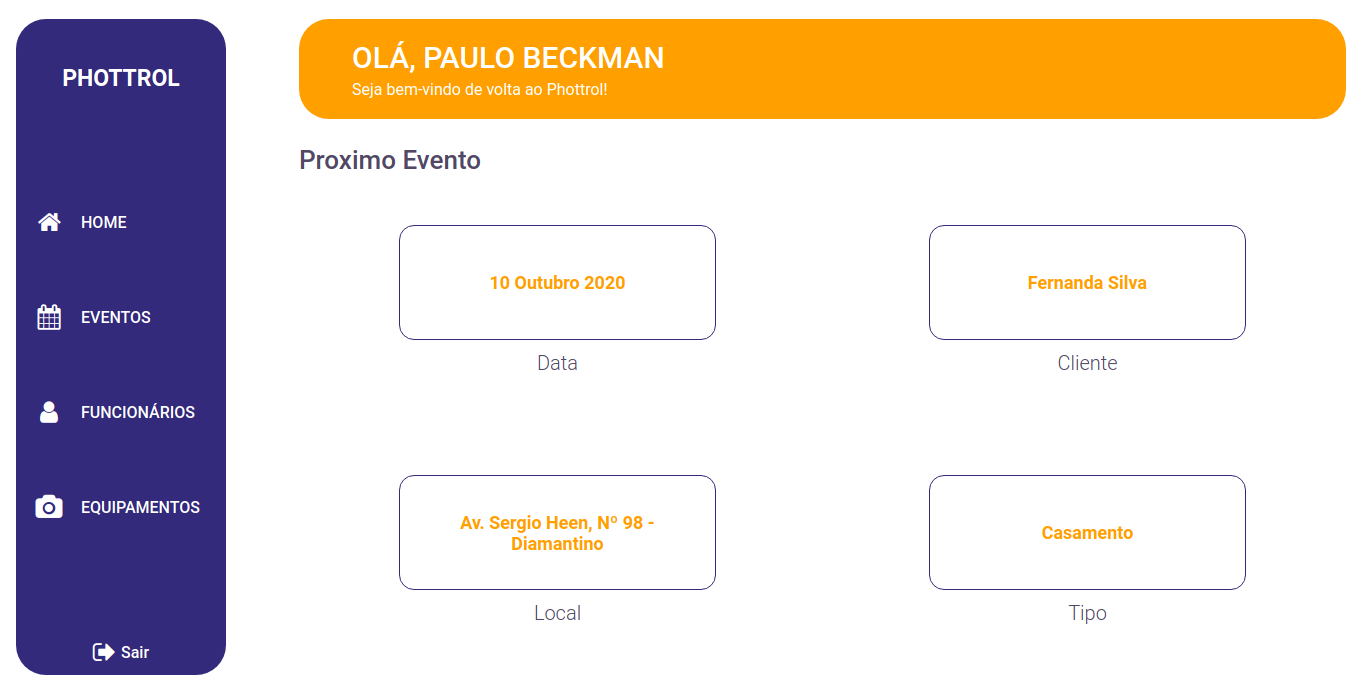 PHOTTROL
HOME
EVENTOS
FUNCIONÁRIOS
EQUIPAMENTOS
Sair
OLÁ, PAULO BECKMAN
Seja bem-vindo de volta ao Phottrol!
Proximo Evento
10 Outubro 2020
Data
Fernanda Silva
Cliente
Av. Sergio Heen, Nº 98 -
Diamantino
Local
Casamento
Tipo